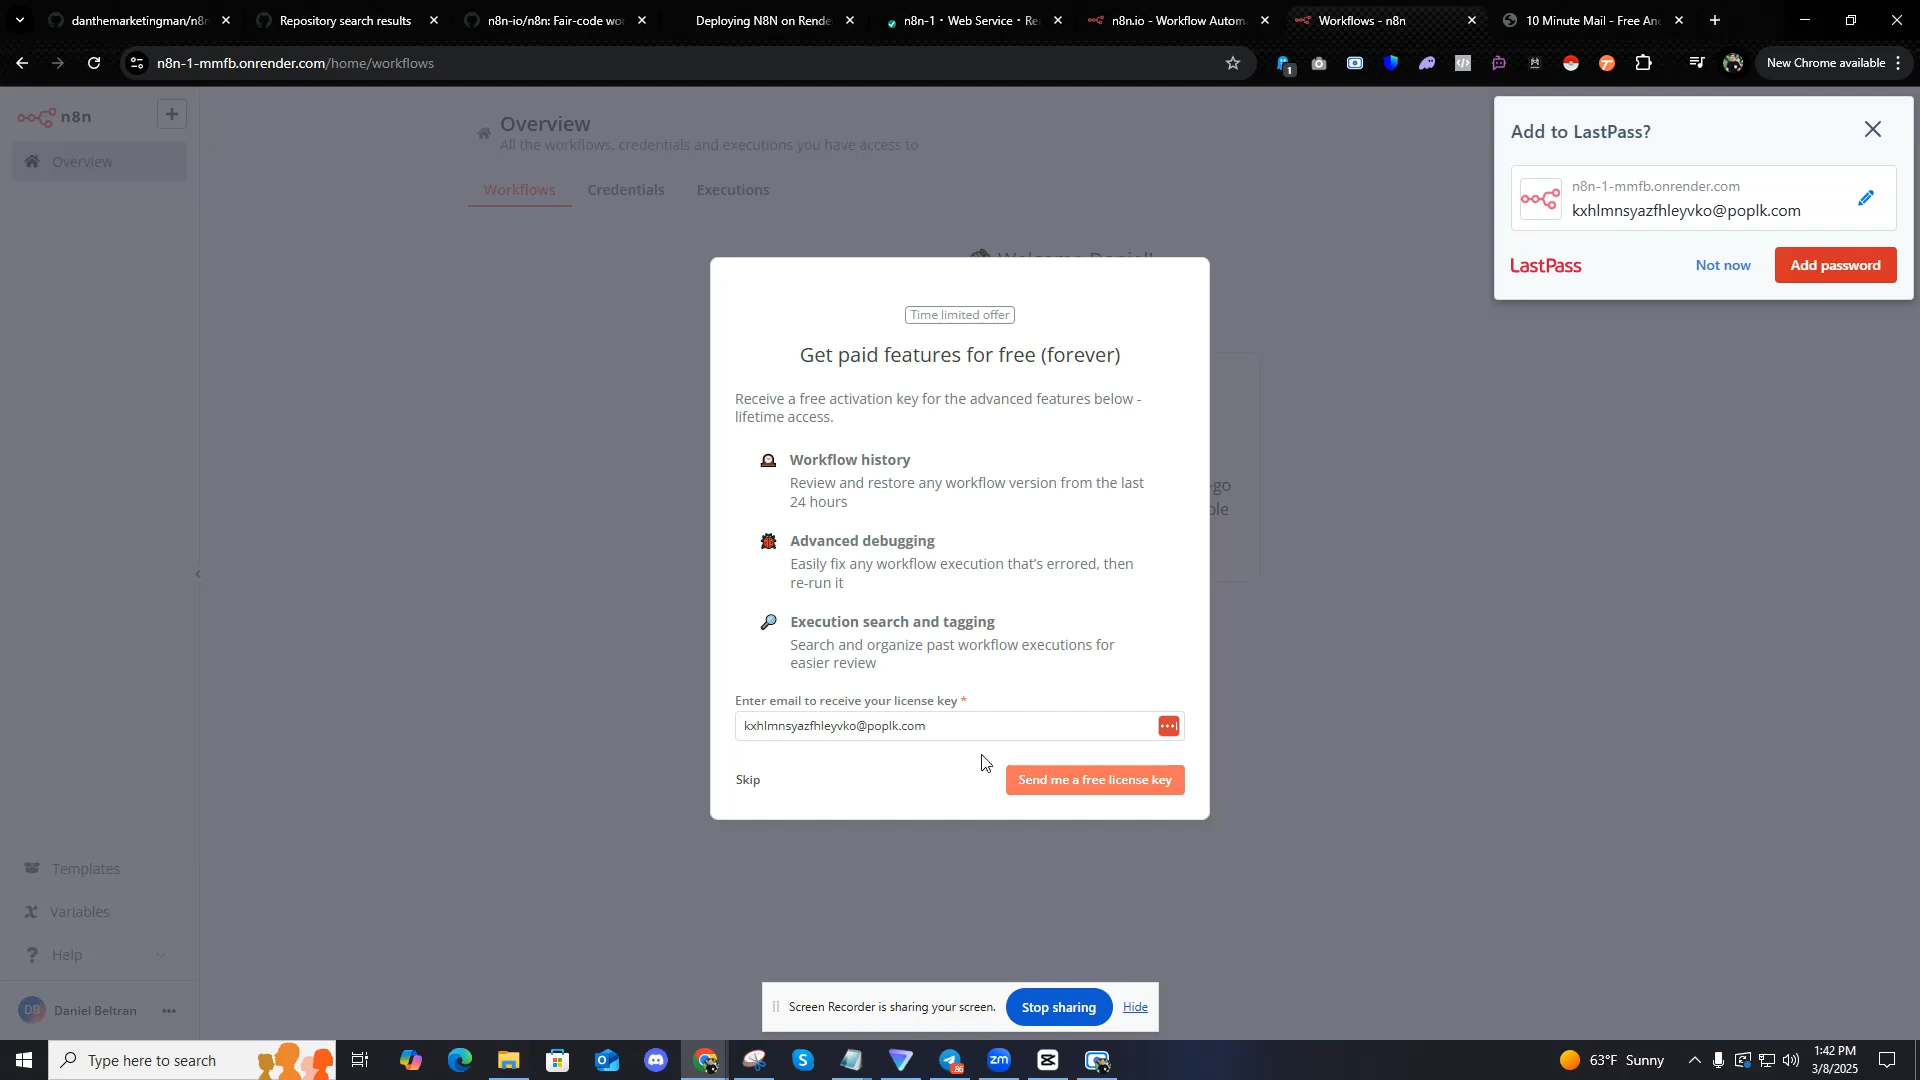 danthemarketingman/n8n
Repository search results
n8n-io/n8n: Fair-code wo
Deploying N8N on Rende
n8n-1 · Web Service · Re
n8n.io - Workflow Autom
Workflows - n8n
10 Minute Mail - Free An
n8n-1-mmfb.onrender.com/home/workflows
1
New Chrome available
n8n
Overview
Overview
All the workflows, credentials and executions you have access to
Workflows
Credentials
Executions
Add to LastPass?
n8n-1-mmfb.onrender.com
kxhlmnsyazfhleyvko@poplk.com
LastPass
Not now
Add password
Time limited offer
Get paid features for free (forever)
Receive a free activation key for the advanced features below -
lifetime access.
Workflow history
Review and restore any workflow version from the last
24 hours
Advanced debugging
Easily fix any workflow execution that's errored, then
re-run it
Execution search and tagging
Search and organize past workflow executions for
easier review
Enter email to receive your license key *
kxhlmnsyazfhleyvko@poplk.com
Skip
Send me a free license key
Templates
Variables
Help
DB
Daniel Beltran
Screen Recorder is sharing your screen.
Stop sharing
Hide
Type here to search
zm
63°F Sunny
1:42 PM
3/8/2025